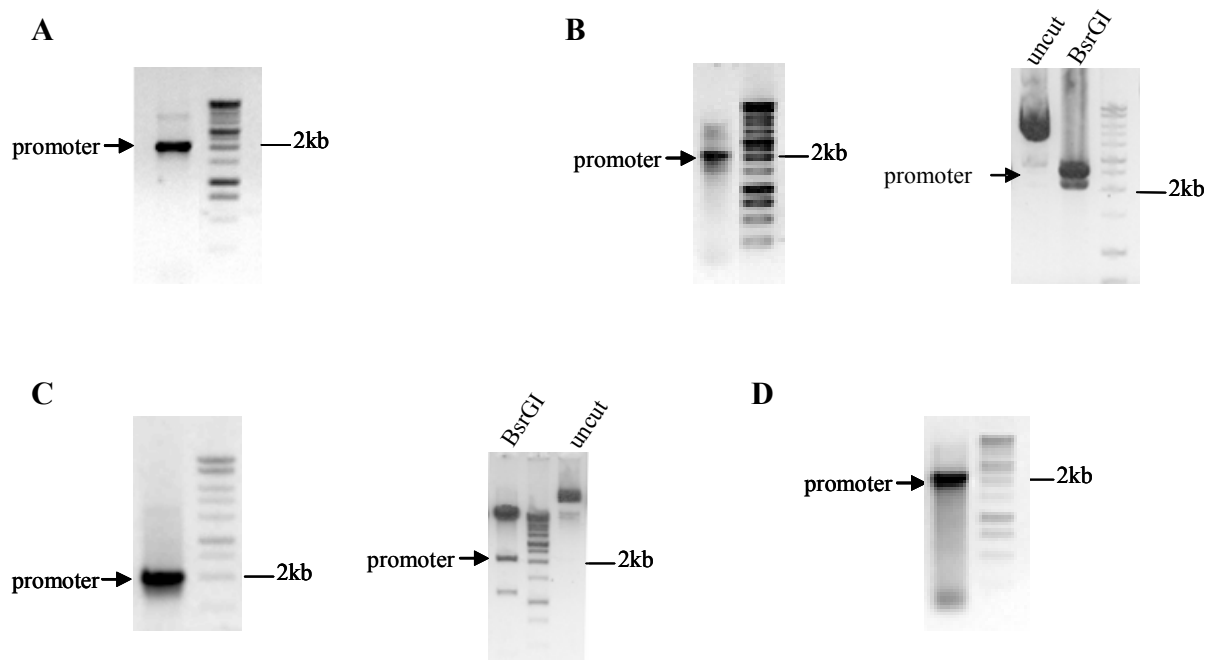 A
promoter
2kb
B
promoter
2kb
uncut
BsrGI
promoter
2kb
C
promoter
2kb
BsrGI
uncut
promoter
2kb
D
promoter
2kb